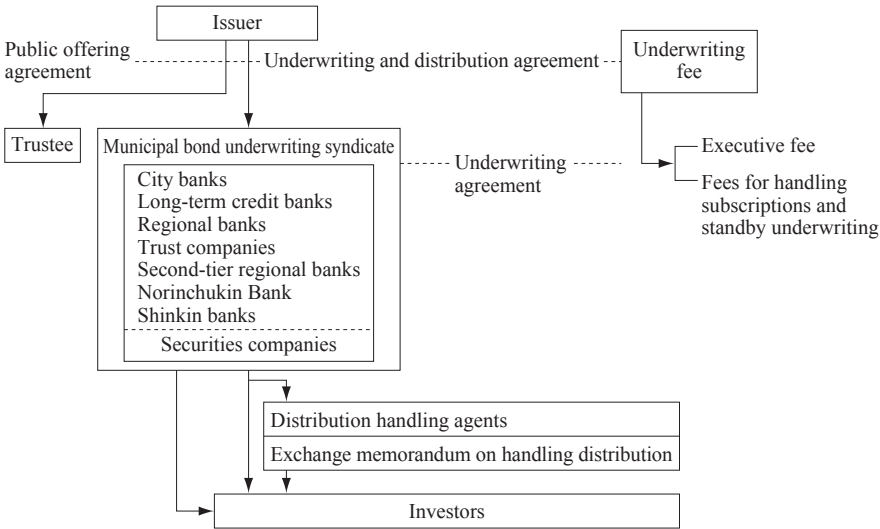 Issuer
Public offering
agreement
Underwriting and distribution agreement
Underwriting
fee
Trustee
Municipal bond underwriting syndicate
City banks
Long-term credit banks
Regional banks
Trust companies
Second-tier regional banks
Norinchukin Bank
Shinkin banks
Securities companies
Underwriting
agreement
Executive fee
Fees for handling
subscriptions and
standby underwriting
Distribution handling agents
Exchange memorandum on handling distribution
Investors